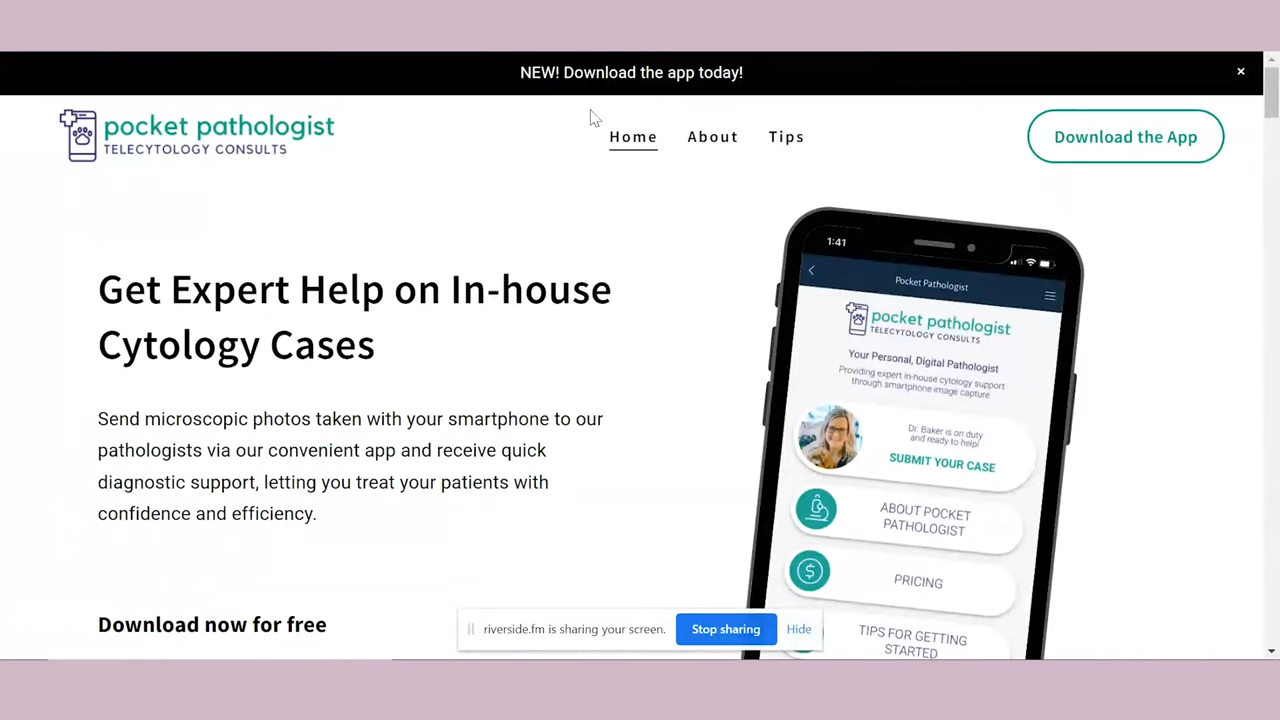 NEW! Download the app today!
pocket pathologist
TELECYTOLOGY CONSULTS
Home About Tips
Download the App
Get Expert Help on In-house
Cytology Cases
Send microscopic photos taken with your smartphone to our
pathologists via our convenient app and receive quick
diagnostic support, letting you treat your patients with
confidence and efficiency.
Download now for free
1:41
Pocket Pathologist
pocket pathologist
TELECYTOLOGY CONSULTS
Your Personal, Digital Pathologist
Providing expert in-house cytology support
through smartphone image capture
Dr. Baker is on duty
and ready to help!
SUBMIT YOUR CASE
ABOUT POCKET
PATHOLOGIST
$
PRICING
TIPS FOR GETTING
STARTED
riverside.fm is sharing your screen.
Stop sharing
Hide